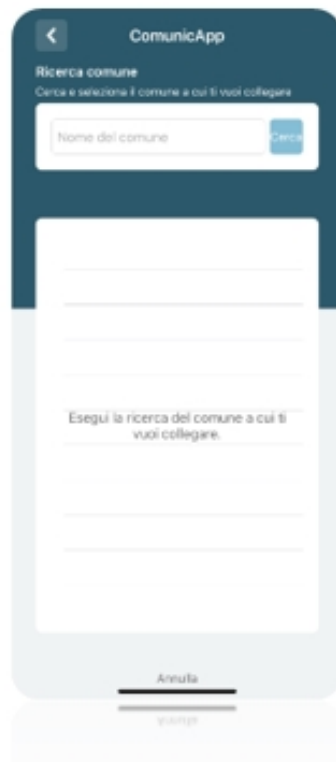 ComunicApp
Ricerca comune
Cerca e seleziona il comune a cui ti vuoi collegare
Nome del comune
Cerca
Esegui la ricerca del comune a cui ti
vuoi collegare.
Annulla